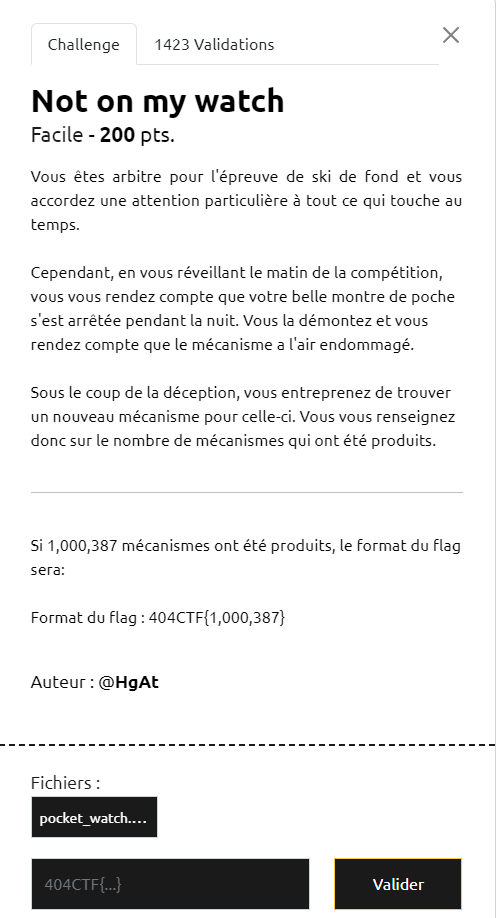 Challenge
1423 Validations
Not on my watch
Facile - 200 pts.
Vous êtes arbitre pour l'épreuve de ski de fond et vous
accordez une attention particulière à tout ce qui touche au
temps.
Cependant, en vous réveillant le matin de la compétition,
vous vous rendez compte que votre belle montre de poche
s'est arrêtée pendant la nuit. Vous la démontez et vous
rendez compte que le mécanisme a l'air endommagé.
Sous le coup de la déception, vous entreprenez de trouver
un nouveau mécanisme pour celle-ci. Vous vous renseignez
donc sur le nombre de mécanismes qui ont été produits.
Si 1,000,387 mécanismes ont été produits, le format du flag
sera:
Format du flag : 404CTF{1,000,387}
Auteur : @HgAt
Fichiers :
pocket_watch....
404CTF{...}
Valider